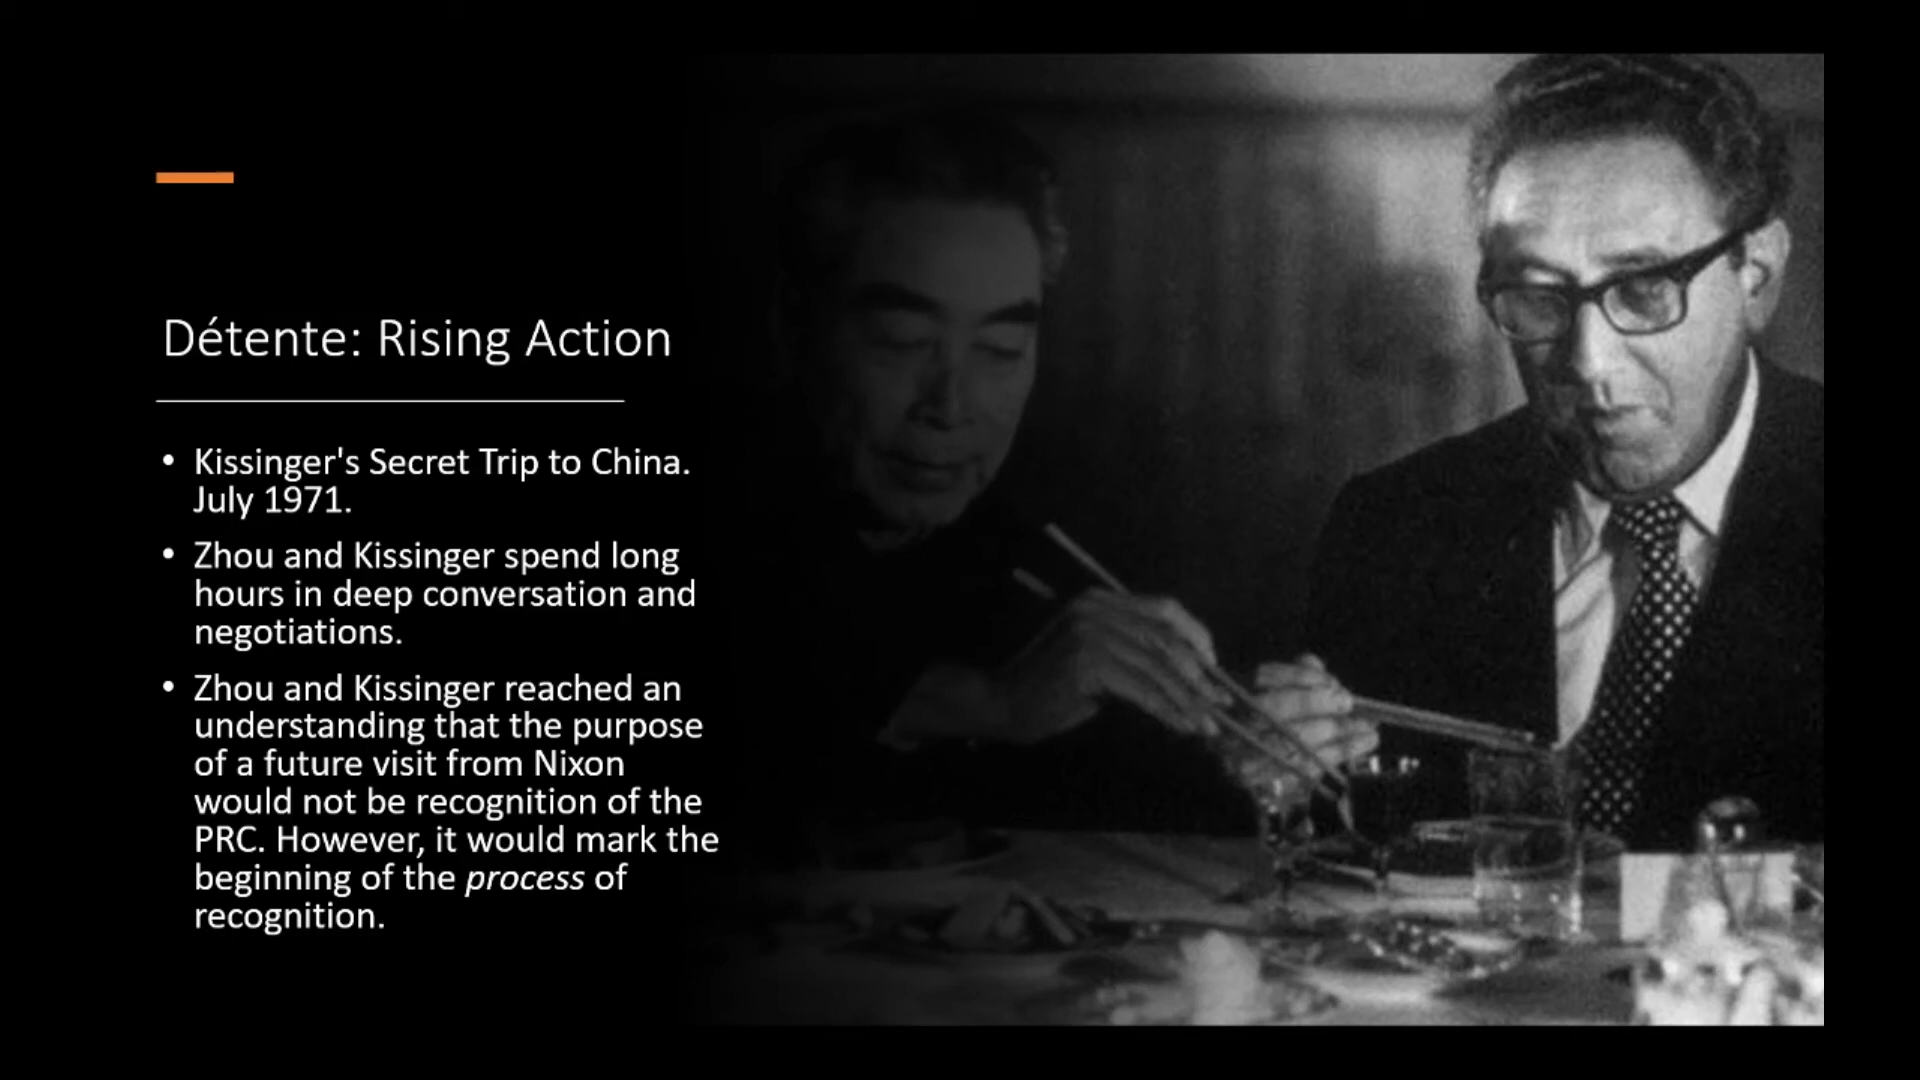 Détente: Rising Action
• Kissinger's Secret Trip to China.
July 1971.
• Zhou and Kissinger spend long
hours in deep conversation and
negotiations.
• Zhou and Kissinger reached an
understanding that the purpose
of a future visit from Nixon
would not be recognition of the
PRC. However, it would mark the
beginning of the process of
recognition.